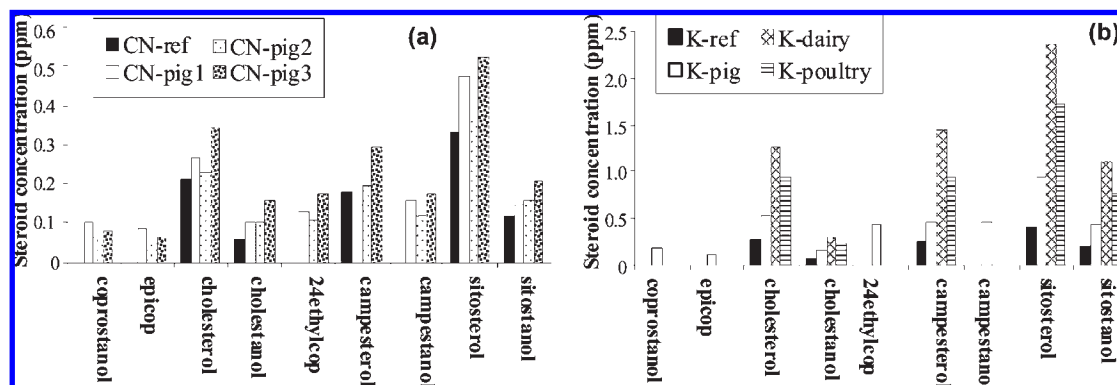 Steroid concentration (ppm)
0.6
0.5
0.4
0.3
0.2
0.1
0
(a)
CN-ref
CN-pig2
CN-pig1
CN-pig3
coprostanol
epicop
cholesterol
cholestanol
24ethylcop
campesterol
campestanol
sitosterol
sitostanol
Steroid concentration (ppm)
2.5
2.0
1.5
1.0
0.5
0
(b)
K-ref
K-dairy
K-pig
K-poultry
coprostanol
epicop
cholesterol
cholestanol
24ethylcop
campesterol
campestano
sitosterol
sitostanol